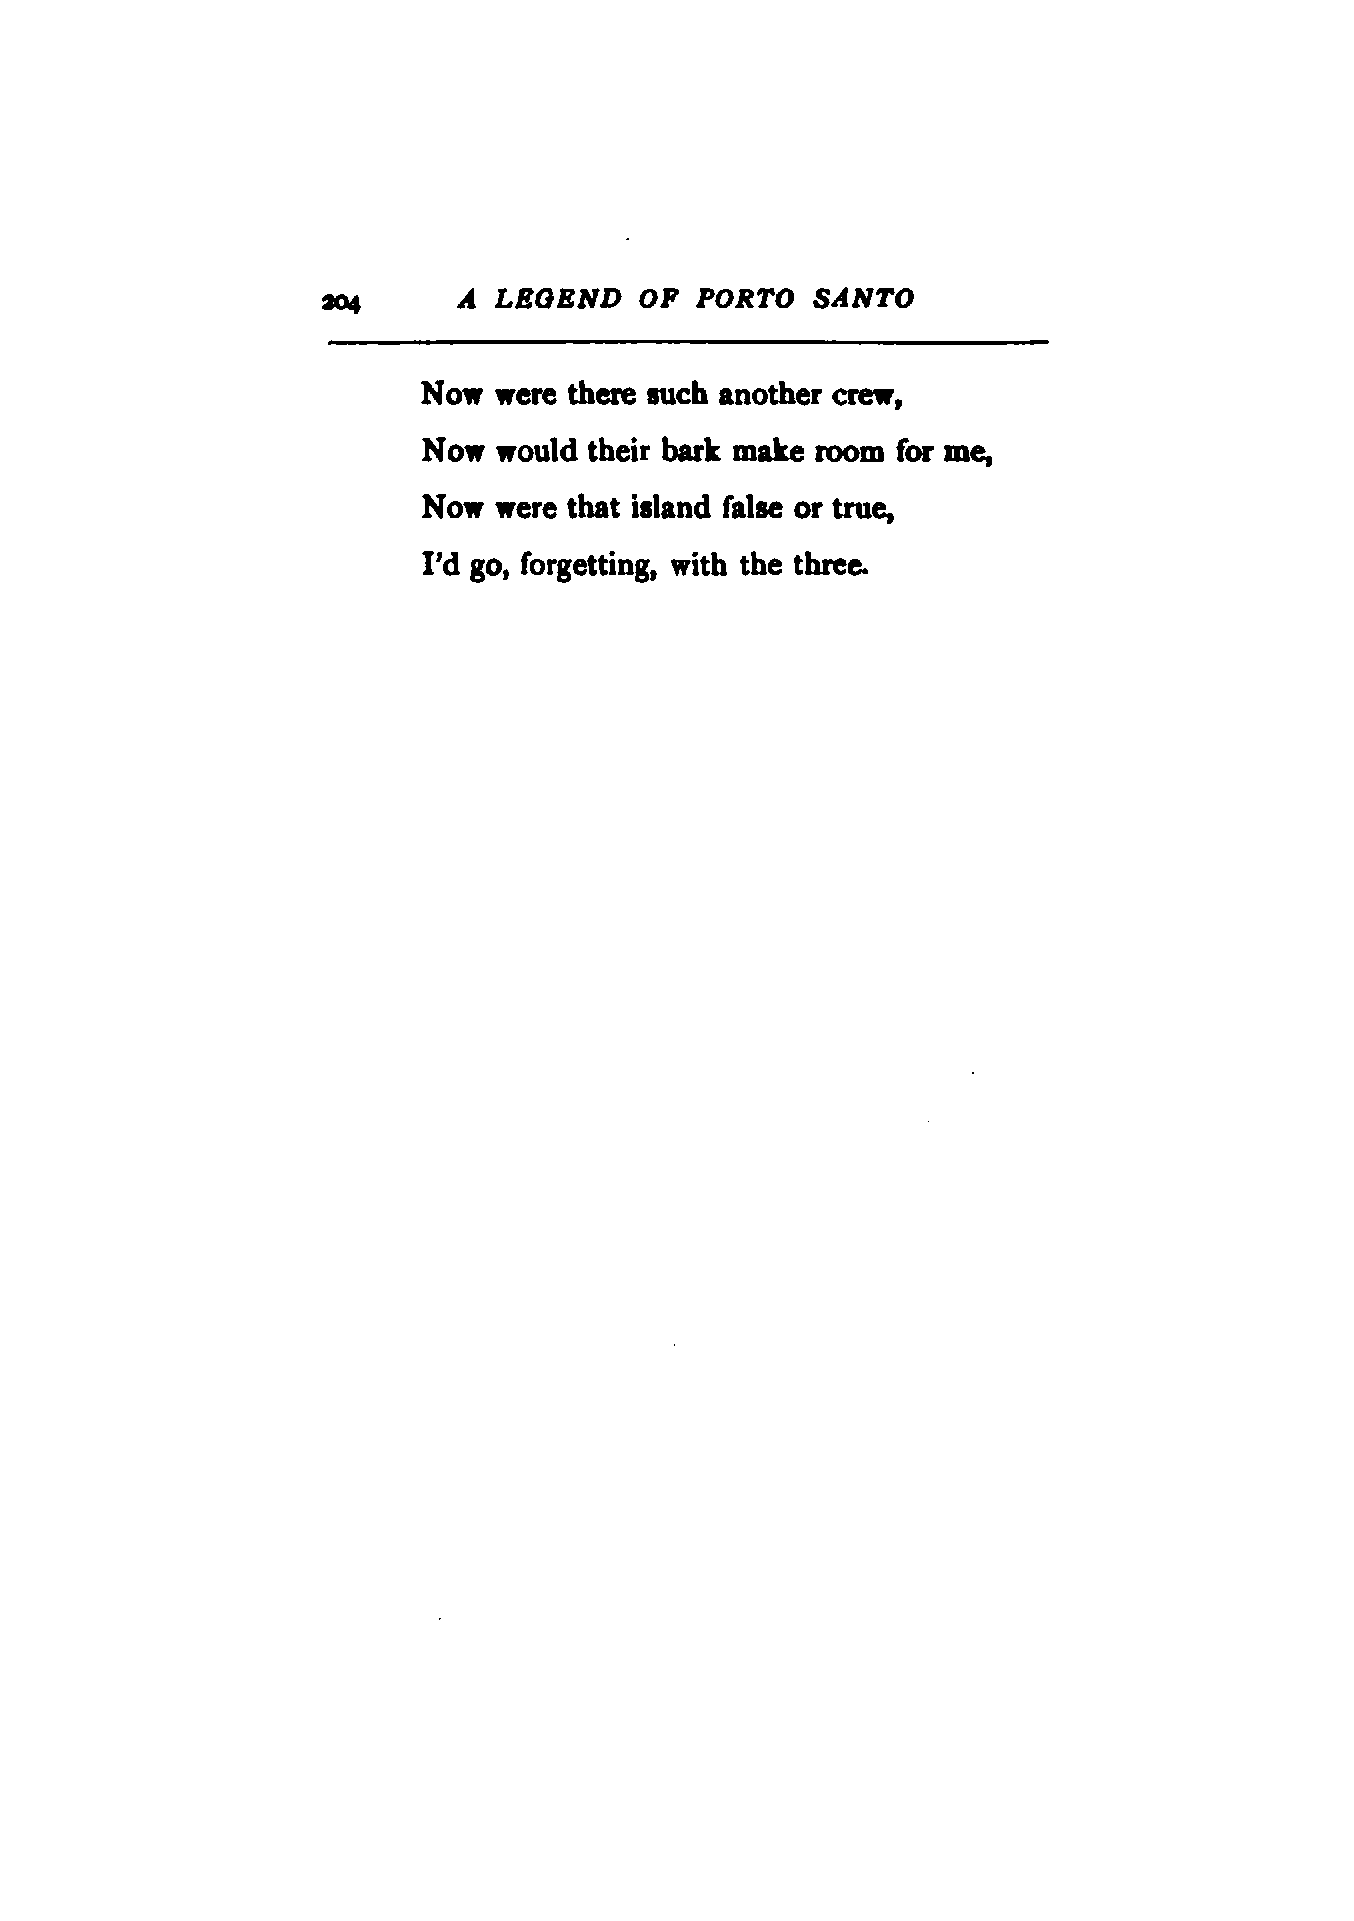 204 A LEGEND OF PORTO SANTO
Now were there such another crew,
Now would their bark make room for me,
Now were that island false or true,
I'd go, forgetting, with the three.